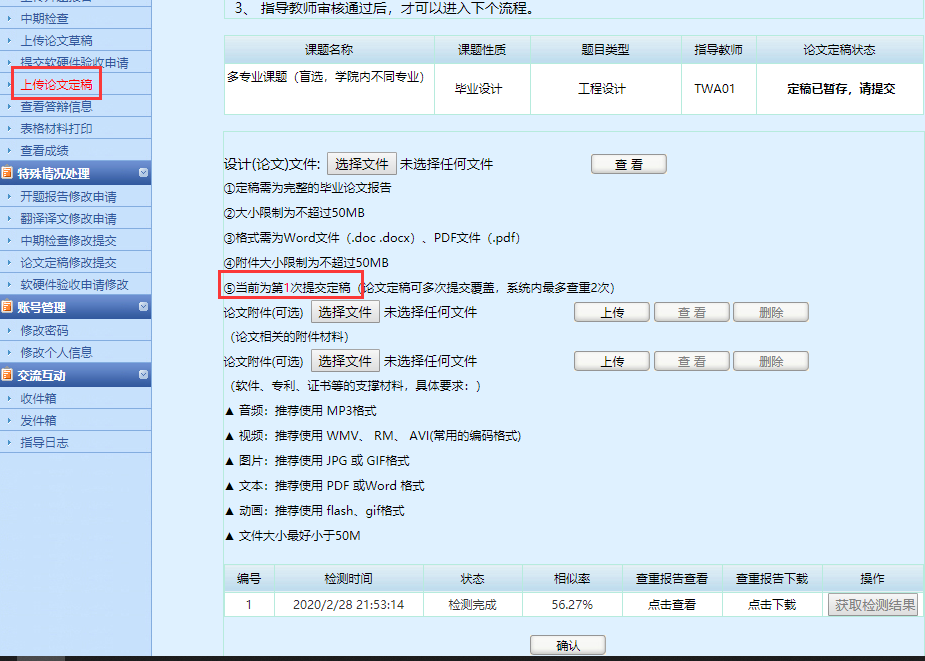 中期检查
上传论文草稿
提交软硬件验收申请
上传论文定稿
查看答辩信息
表格材料打印
查看成绩
特殊情况处理
开题报告修改申请
翻译译文修改申请
中期检查修改提交
论文定稿修改提交
软硬件验收申请修改
账号管理
修改密码
修改个人信息
交流互动
收件箱
发件箱
指导日志
3、 指导教师审核通过后，才可以进入下个流程。
课题名称 课题性质 题目类型 指导教师 论文定稿状态
多专业课题（盲选，学院内不同专业） 毕业设计 工程设计 TWA01 定稿已暂存，请提交
设计(论文)文件: 选择文件 未选择任何文件 查 看
①定稿需为完整的毕业论文报告
②大小限制为不超过50MB
③格式需为Word文件（.doc .docx）、PDF文件（.pdf）
④附件大小限制为不超过50MB
⑤当前为第1次提交定稿（论文定稿可多次提交覆盖，系统内最多查重2次）
论文附件(可选) 选择文件 未选择任何文件 上传 查 看 删除
（论文相关的附件材料）
论文附件(可选) 选择文件 未选择任何文件 上传 查 看 删除
（软件、专利、证书等的支撑材料，具体要求：）
▲ 音频：推荐使用 MP3格式
▲ 视频：推荐使用 WMV、 RM、 AVI(常用的编码格式)
▲ 图片：推荐使用 JPG 或 GIF格式
▲ 文本：推荐使用 PDF 或Word 格式
▲ 动画：推荐使用 flash、gif格式
▲ 文件大小最好小于50M
编号 检测时间 状态 相似率 查重报告查看 查重报告下载 操作
1 2020/2/28 21:53:14 检测完成 56.27% 点击查看 点击下载 获取检测结果
确认